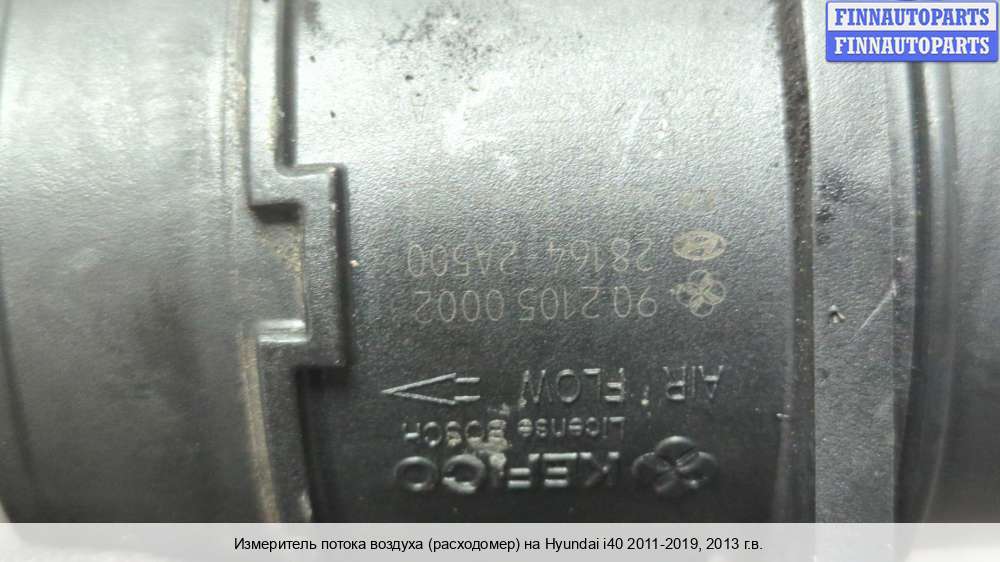 FINNAUTOPARTS
FINNAUTOPARTS
KEFICO
License BOSCH
AIR FLOW
90 2105 0002
28164 2A500
Измеритель потока воздуха (расходомер) на Hyundai i40 2011-2019, 2013 г.в.